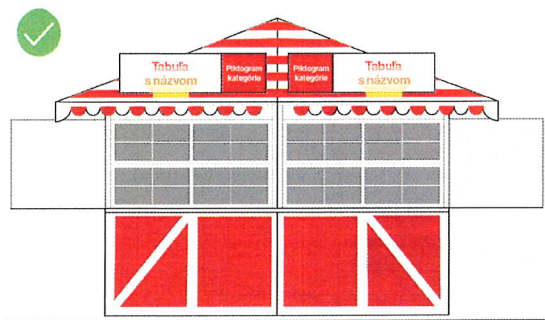 Tabuľa
s názvom
Piktogram
kategórie
Piktogram
kategórie
Tabuľa
s názvom